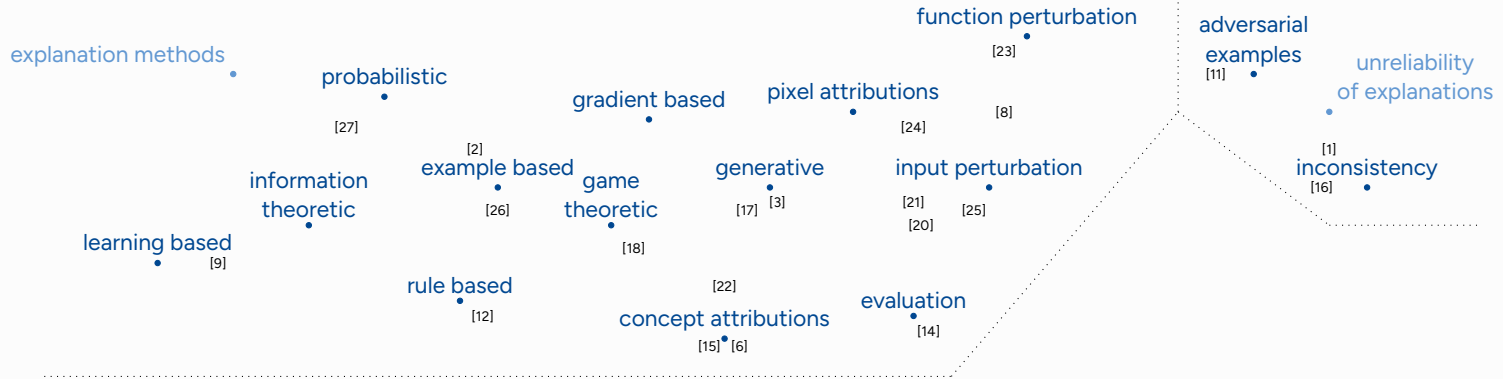 function perturbation
adversarial
examples
explanation methods
[23]
unreliability
of explanations
probabilistic
[11]
gradient based
pixel attributions
[8]
[27]
[24]
[2]
[1]
example based
generative
input perturbation
inconsistency
information
theoretic
game
theoretic
[16]
[26]
[17]
[3]
[21]
[25]
[20]
learning based
[9]
[18]
rule based
[22]
evaluation
[12]
concept attributions
[14]
[15]
[6]